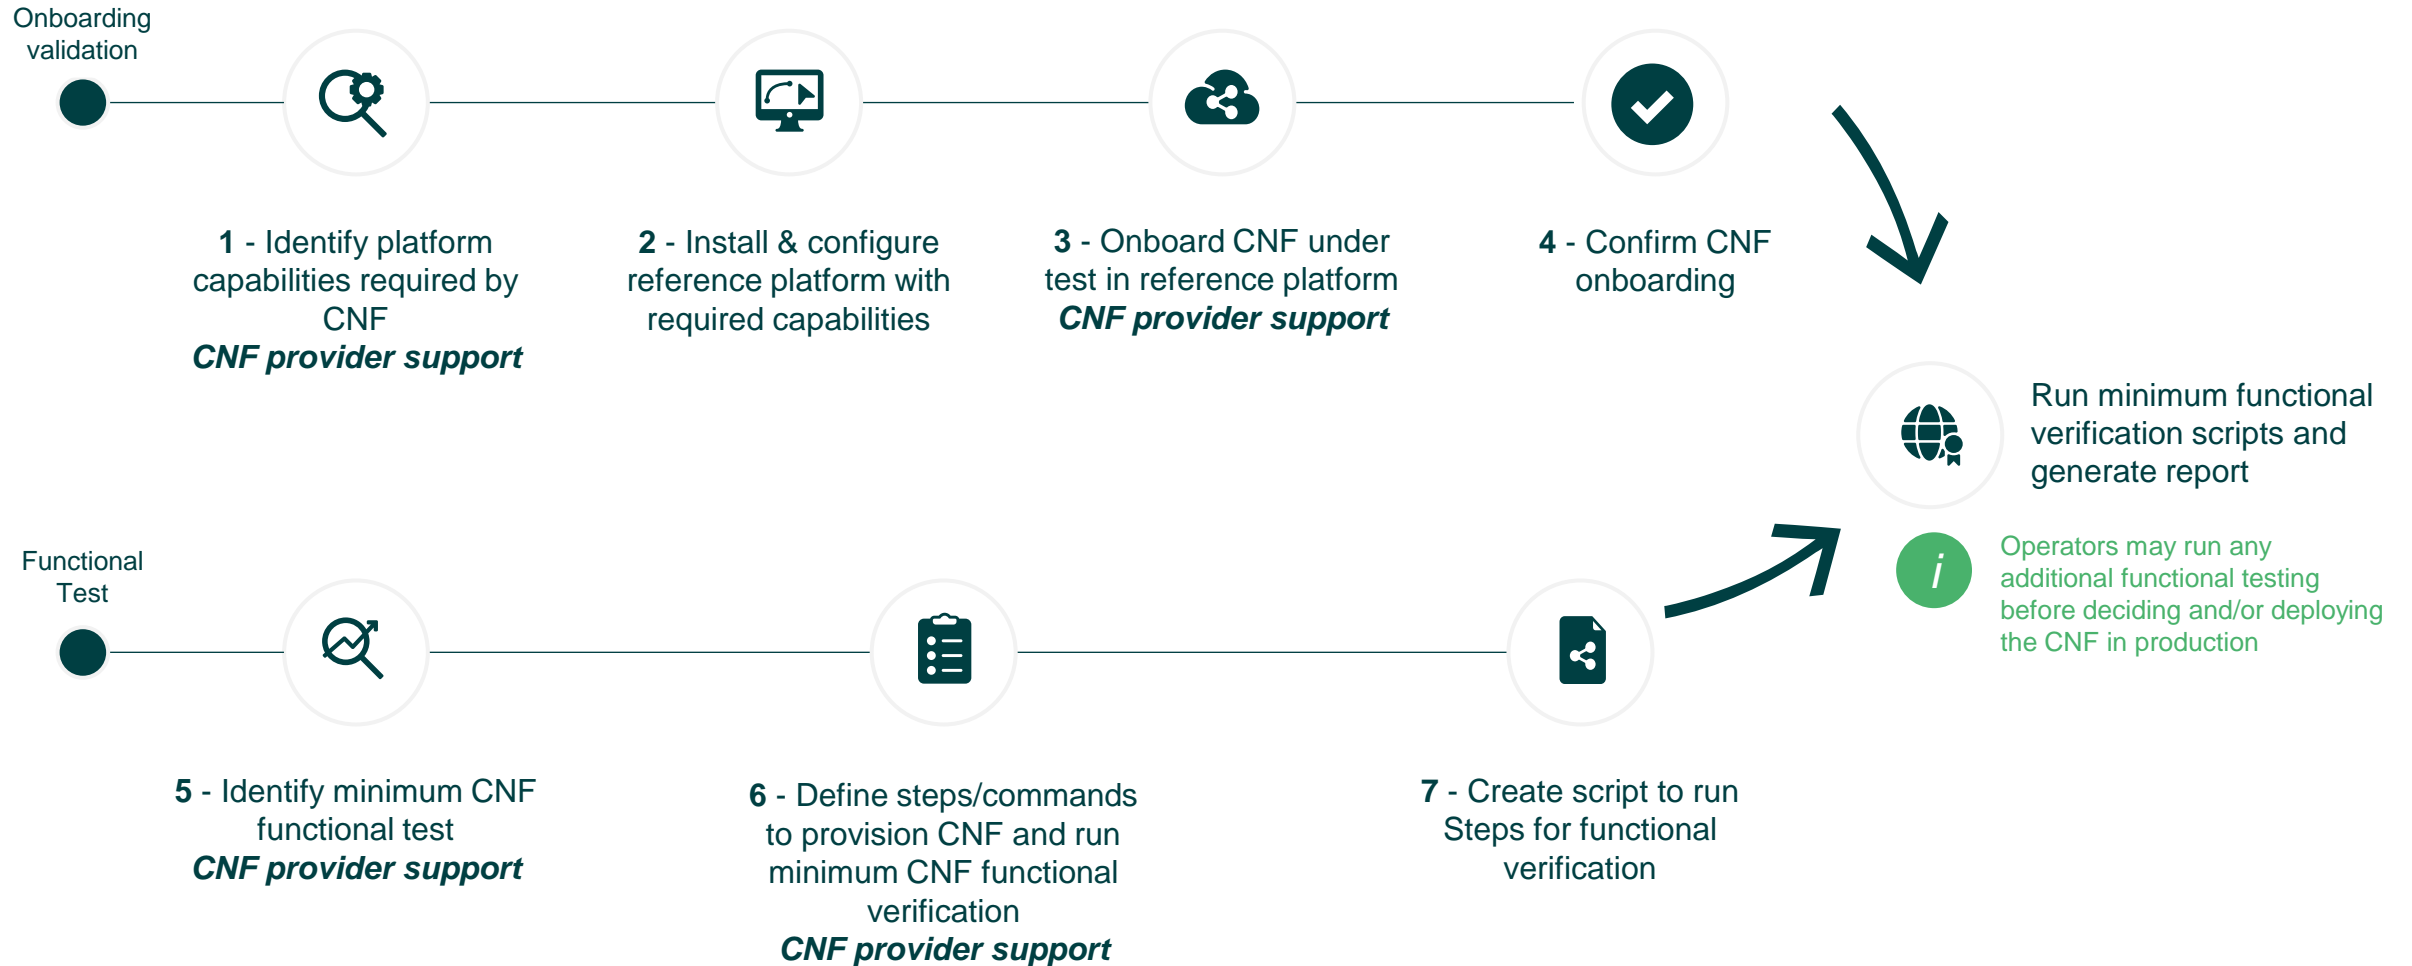 Onboarding
validation
1 - Identify platform
capabilities required by
CNF
CNF provider support
2 - Install & configure
reference platform with
required capabilities
3 - Onboard CNF under
test in reference platform
CNF provider support
4 - Confirm CNF
onboarding
Run minimum functional
verification scripts and
generate report
i
Operators may run any
additional functional testing
before deciding and/or deploying
the CNF in production
Functional
Test
5 - Identify minimum CNF
functional test
CNF provider support
6 - Define steps/commands
to provision CNF and run
minimum CNF functional
verification
CNF provider support
7 - Create script to run
Steps for functional
verification